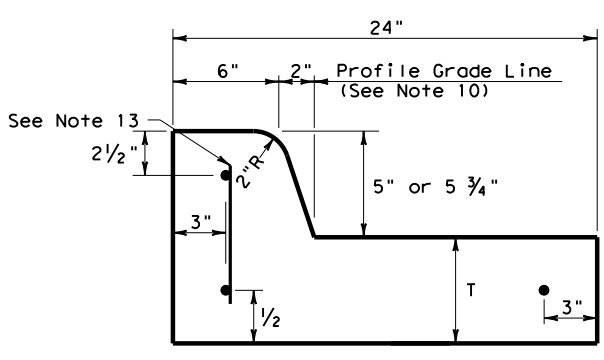 24"
6"
2"
Profile Grade Line
(See Note 10)
See Note 13
2½"
2"R
5" or 5 ¾"
3"
T
½
3"